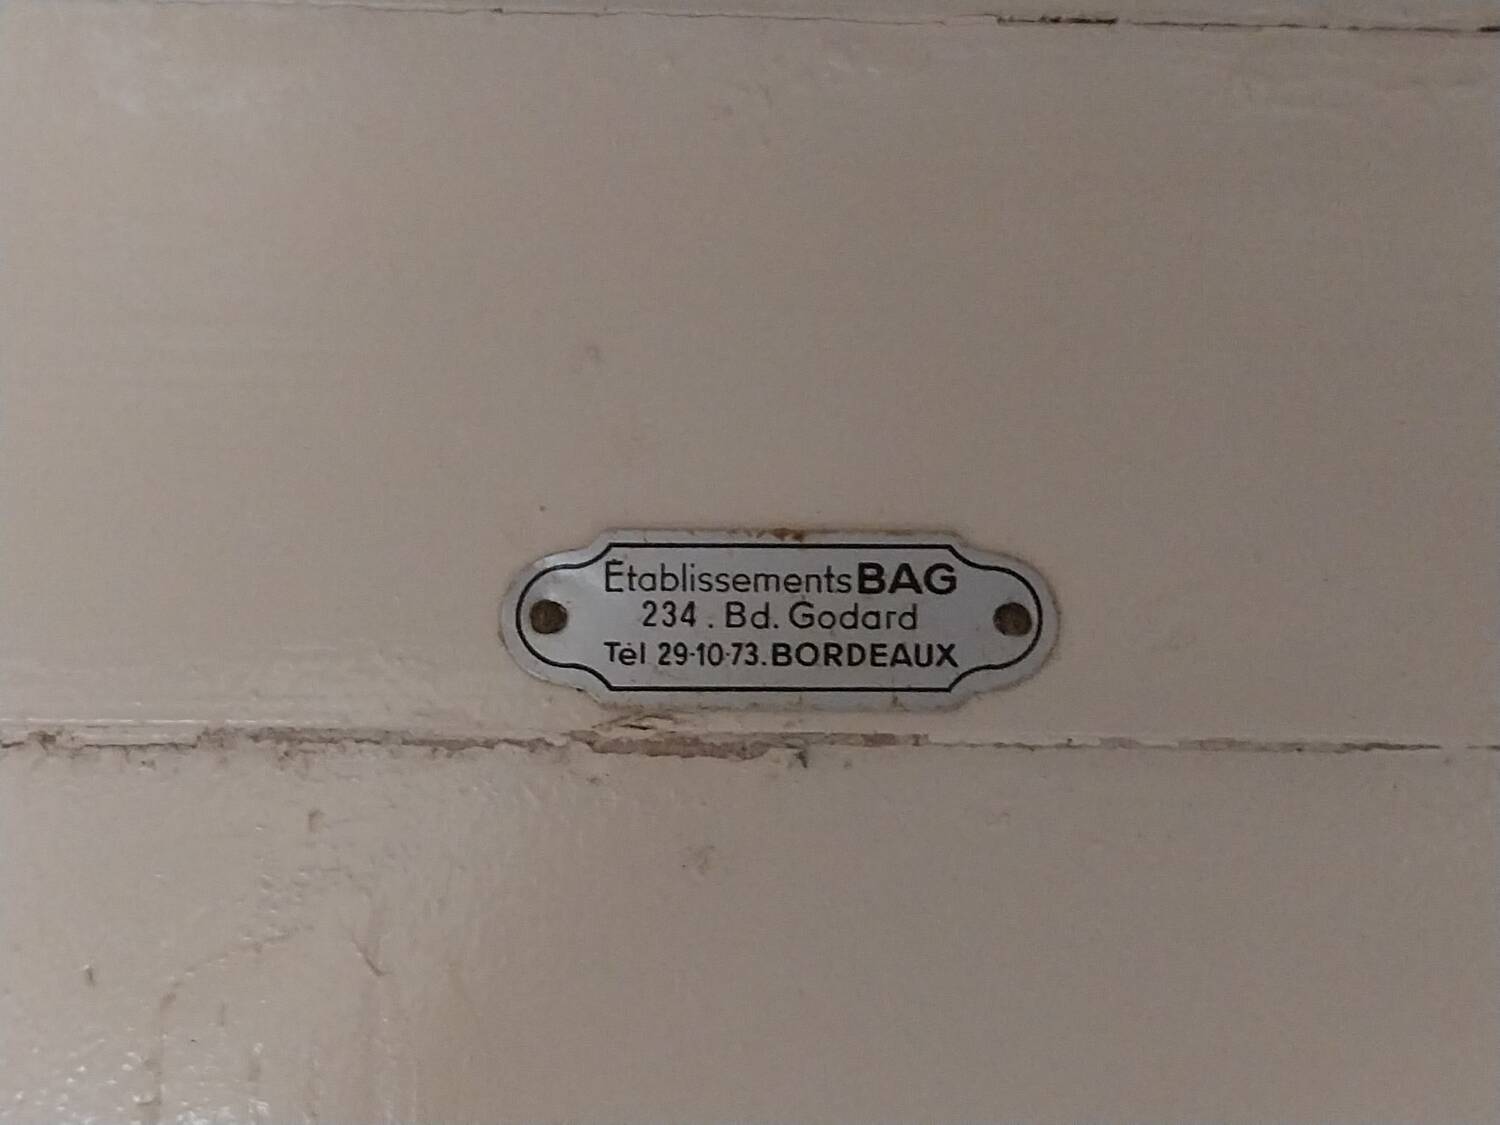 Établissements BAG
234. Bd. Godard
Tél 29-10-73. BORDEAUX